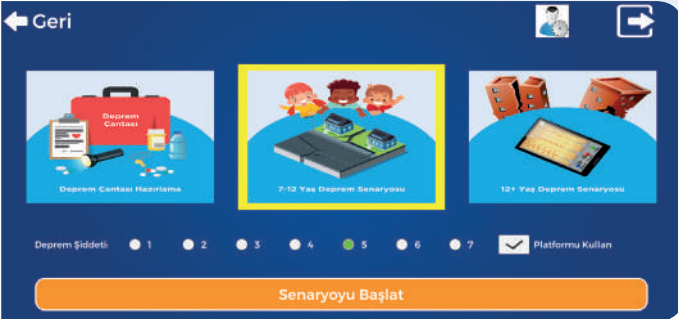 Geri
Deprem
Çantası
Deprem Çantası Hazırlama
7-12 Yaş Deprem Senaryosu
12+ Yaş Deprem Senaryosu
Deprem Şiddeti: 1 2 3 4 5 6 7 Platformu Kullan
Senaryoyu Başlat